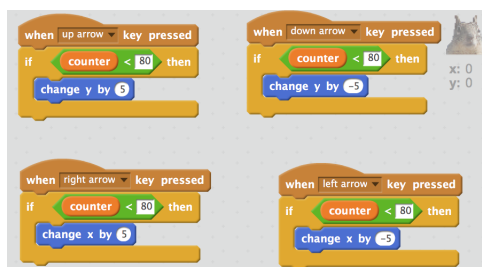 when up arrow key pressed
if counter < 80 then
change y by 5
when down arrow key pressed
if counter < 80 then
change y by -5
x: 0
y: 0
when right arrow key pressed
if counter < 80 then
change x by 5
when left arrow key pressed
if counter < 80 then
change x by -5